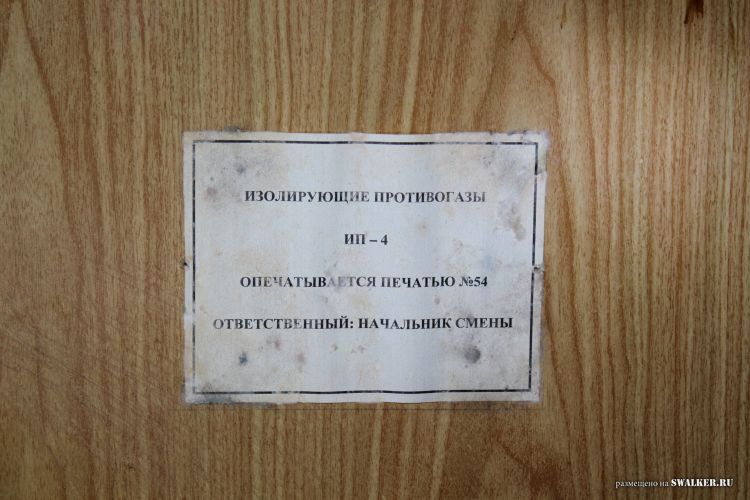 ИЗОЛИРУЮЩИЕ ПРОТИВОГАЗЫ
ИП – 4
ОПЕЧАТЫВАЕТСЯ ПЕЧАТЬЮ №54
ОТВЕТСТВЕННЫЙ: НАЧАЛЬНИК СМЕНЫ
размещено на SWALKER.RU